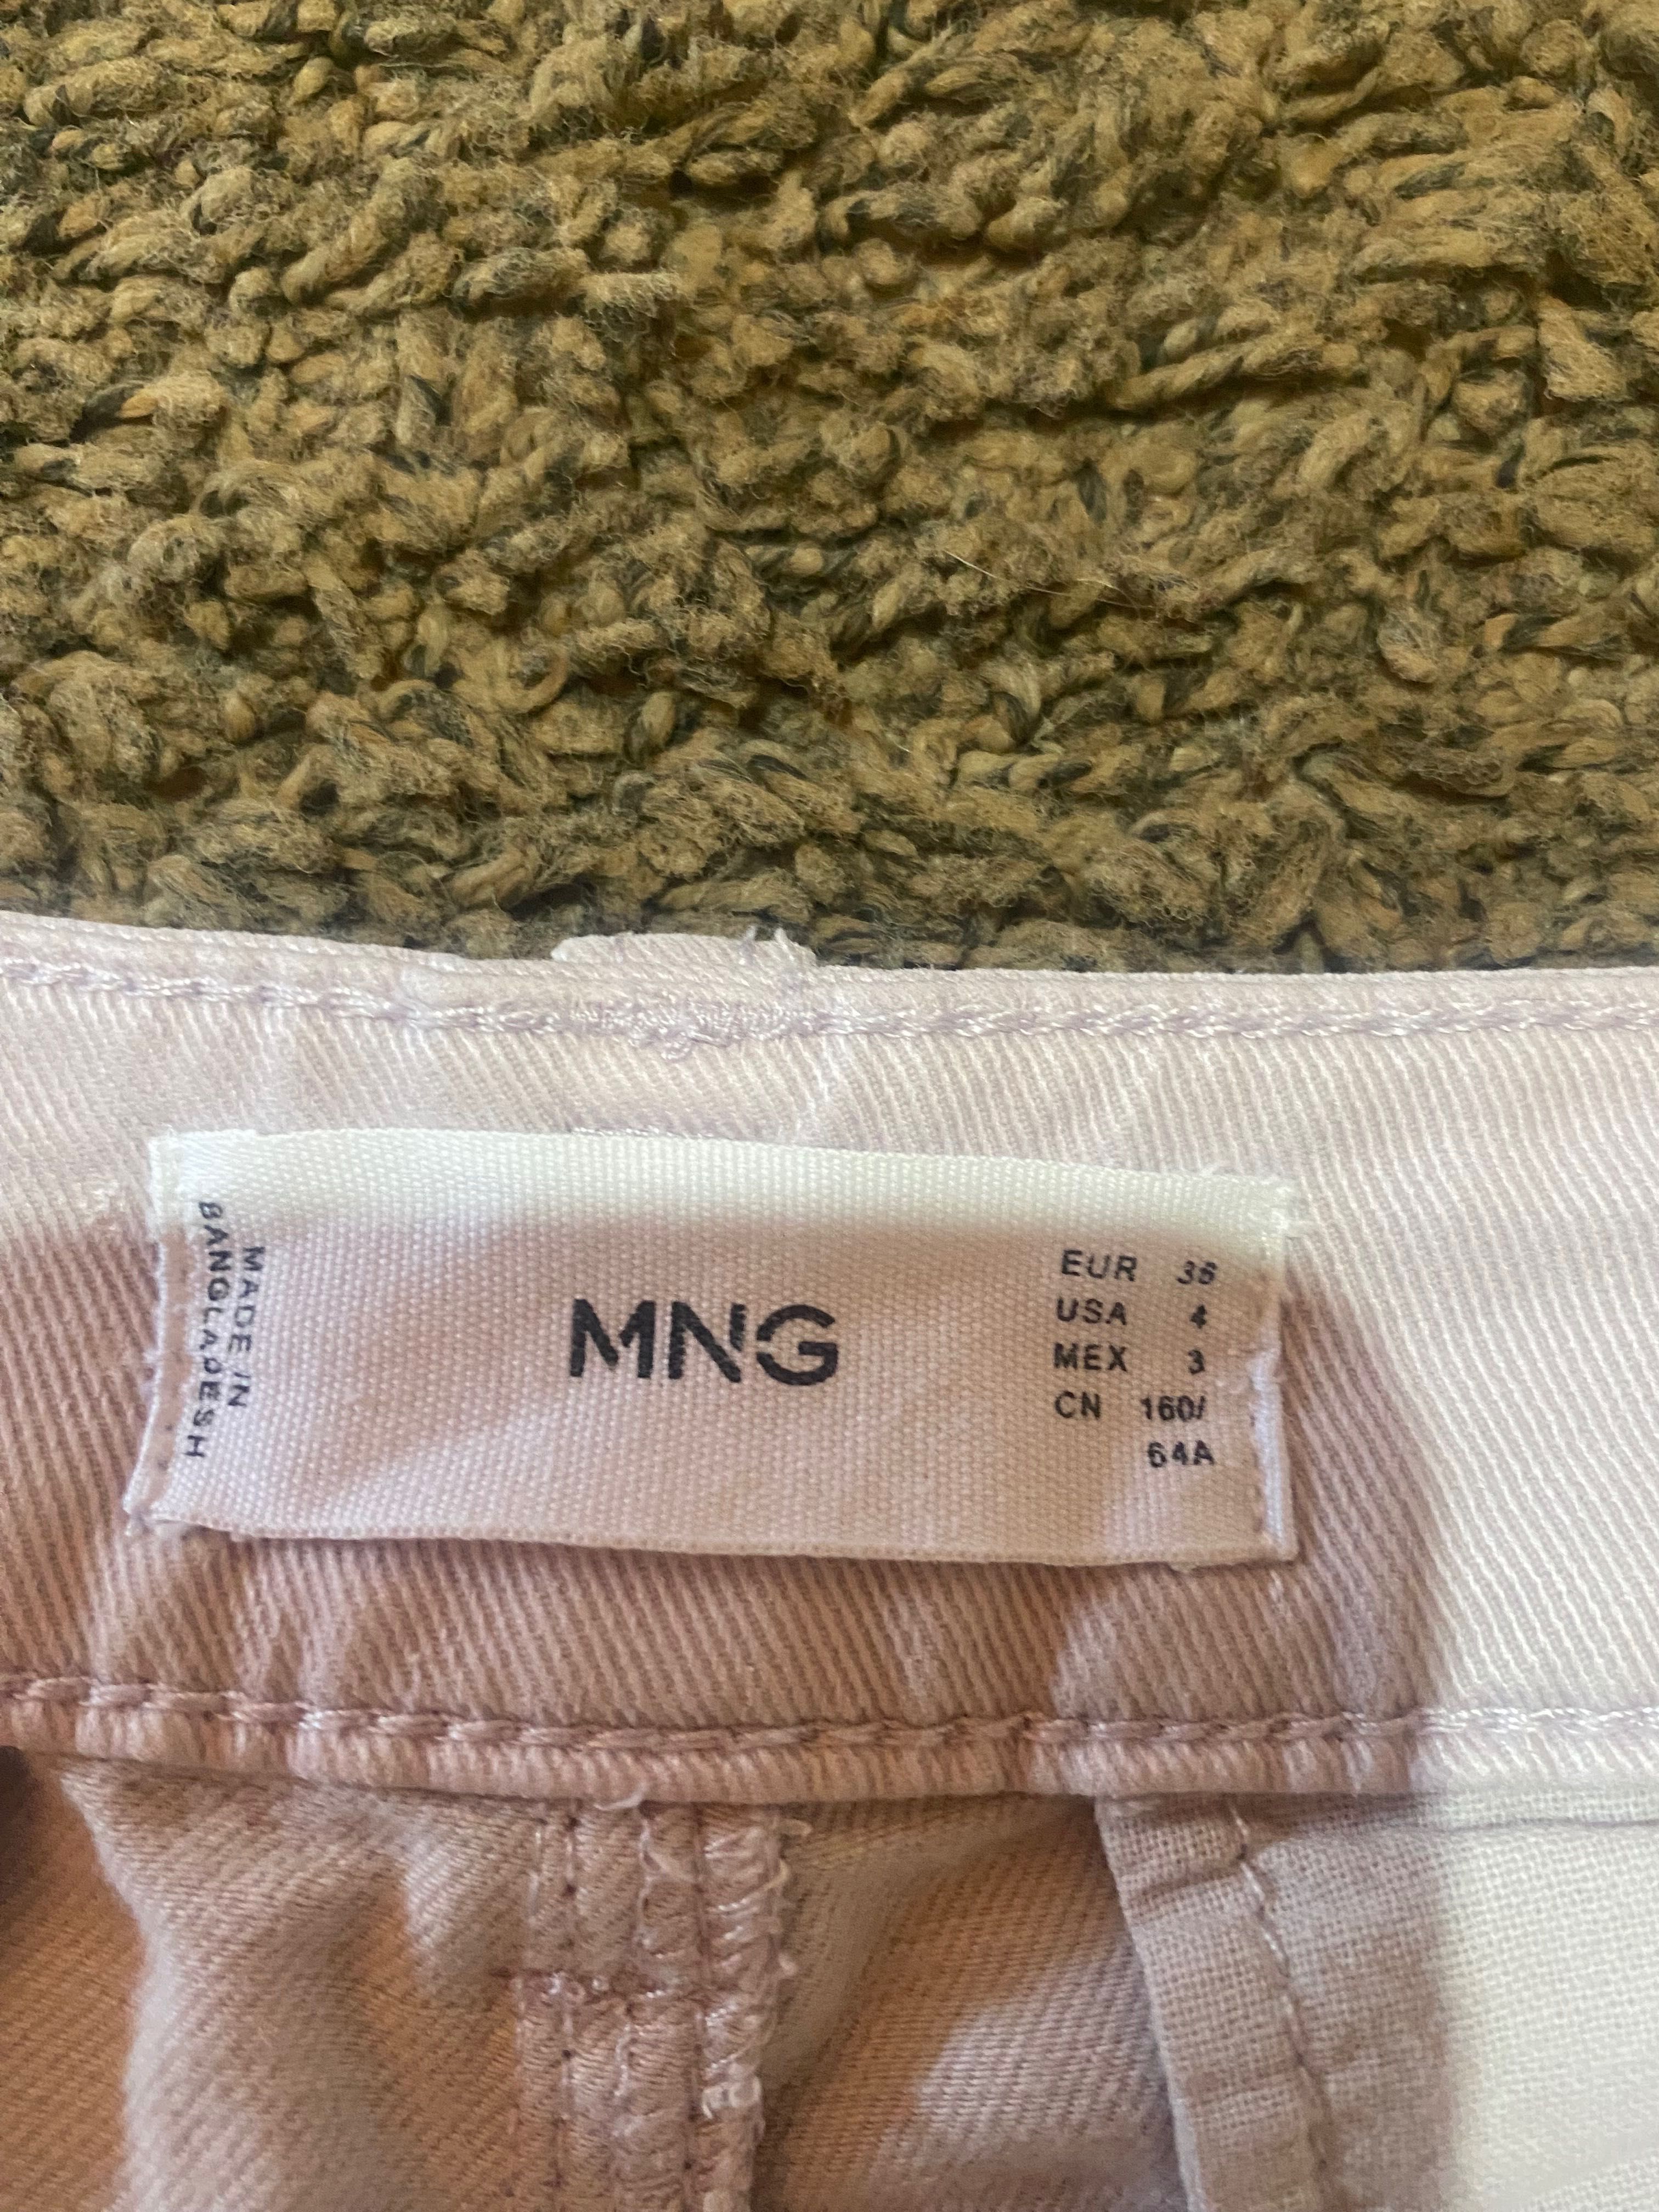 MADE IN
BANGLADESH
MNG
EUR 36
USA 4
MEX 3
CN 160/
64A